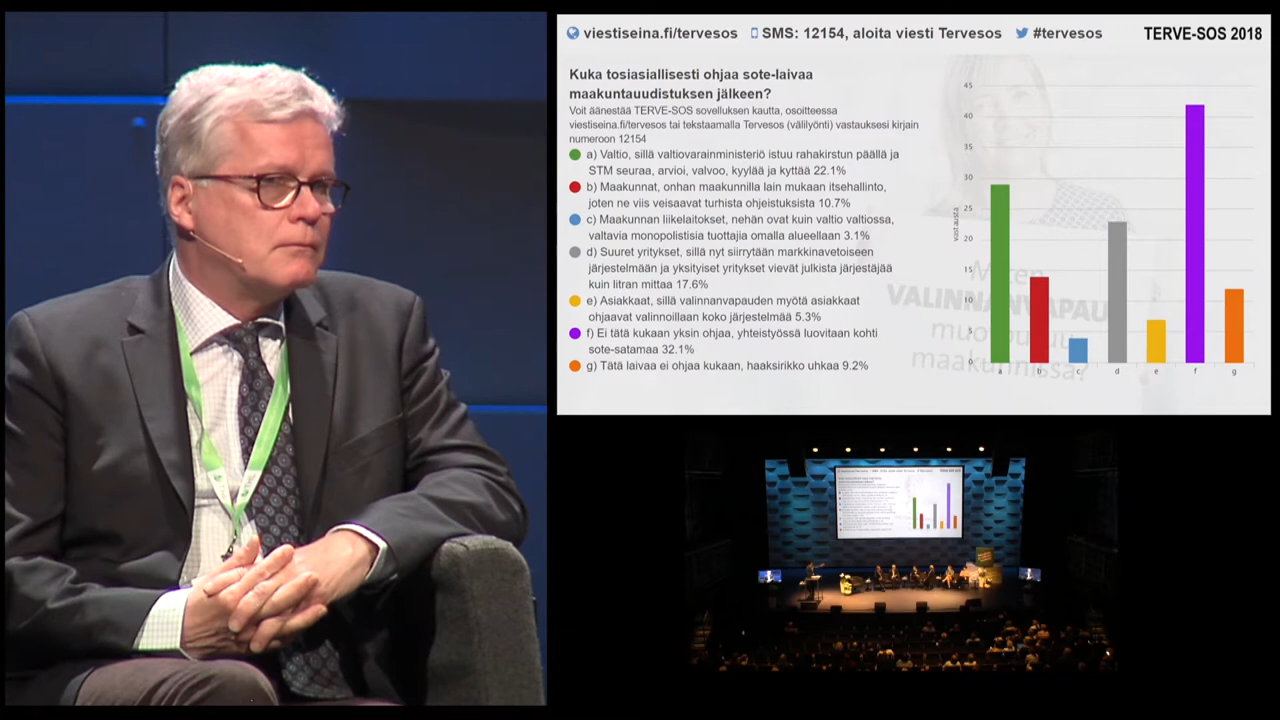 viestiseina.fi/tervesos SMS: 12154, aloita viesti Tervesos #tervesos TERVE-SOS 2018
Kuka tosiasiallisesti ohjaa sote-laivaa
maakuntauudistuksen jälkeen?
Voit äänestää TERVE-SOS sovelluksen kautta, osoitteessa
viestiseina.fi/tervesos tai tekstaamalla Tervesos (välilyönti) vastauksesi kirjain
numeroon 12154
a) Valtio, sillä valtiovarainministeriö istuu rahakirstun päällä ja
STM seuraa, arvioi, valvoo, kyylää ja kyttää 22.1%
b) Maakunnat, onhan maakunnilla lain mukaan itsehallinto,
joten ne viis veisaavat turhista ohjeistuksista 10.7%
c) Maakunnan liikelaitokset, nehän ovat kuin valtio valtiossa,
valtavia monopolistisia tuottajia omalla alueellaan 3.1%
d) Suuret yritykset, sillä nyt siirrytään markkinavetoiseen
järjestelmään ja yksityiset yritykset vievät julkista järjestäjää
kuin litran mittaa 17.6%
e) Asiakkaat, sillä valinnanvapauden myötä asiakkaat
ohjaavat valinnoillaan koko järjestelmää 5.3%
f) Ei tätä kukaan yksin ohjaa, yhteistyössä luovitaan kohti
sote-satamaa 32.1%
g) Tätä laivaa ei ohjaa kukaan, haaksirikko uhkaa 9.2%
45
40
35
30
25
20
15
10
5
0
vastausta
a b c d e f g
Miten
VALINNANVAPAU
muotoutuu
maakunnissa?